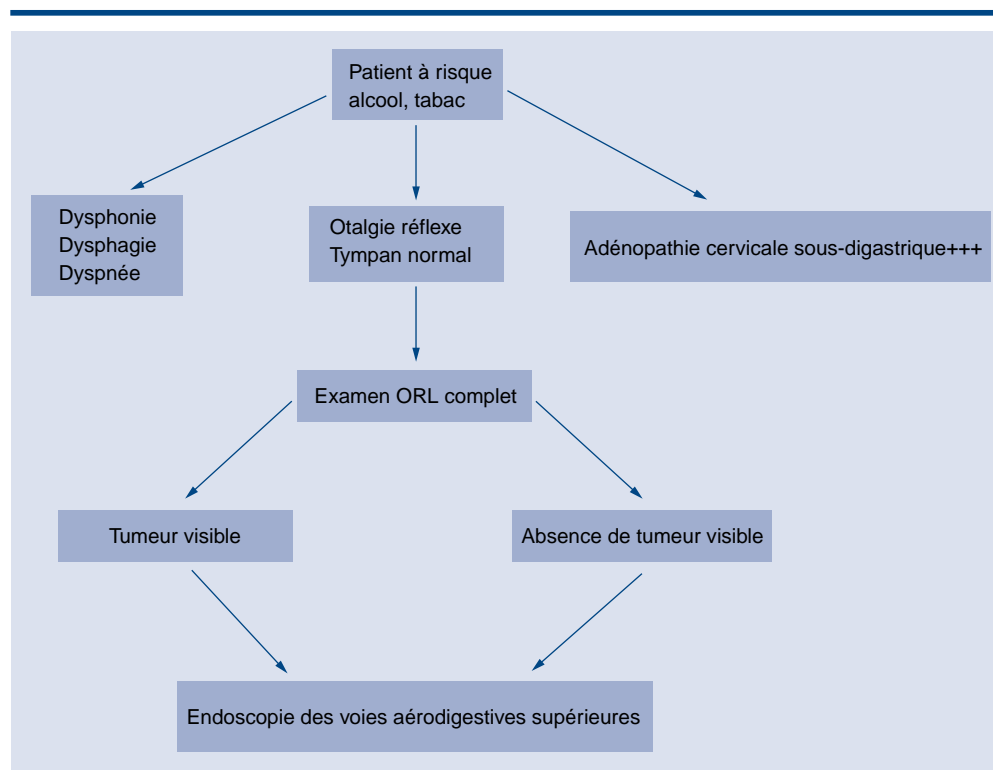 Patient à risque
alcool, tabac
Dysphonie
Dysphagie
Dyspnée
Otalgie réflexe
Tympan normal
Adénopathie cervicale sous-digastrique+++
Examen ORL complet
Tumeur visible
Absence de tumeur visible
Endoscopie des voies aérodigestives supérieures